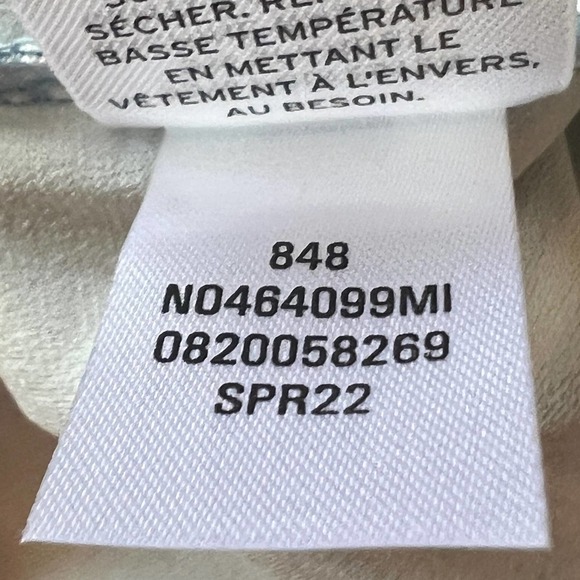 SÉCHER.
BASSE TEMPÉRATURE
EN METTANT LE
VÊTEMENT À L'ENVERS,
AU BESOIN.
848
N0464099MI
0820058269
SPR22